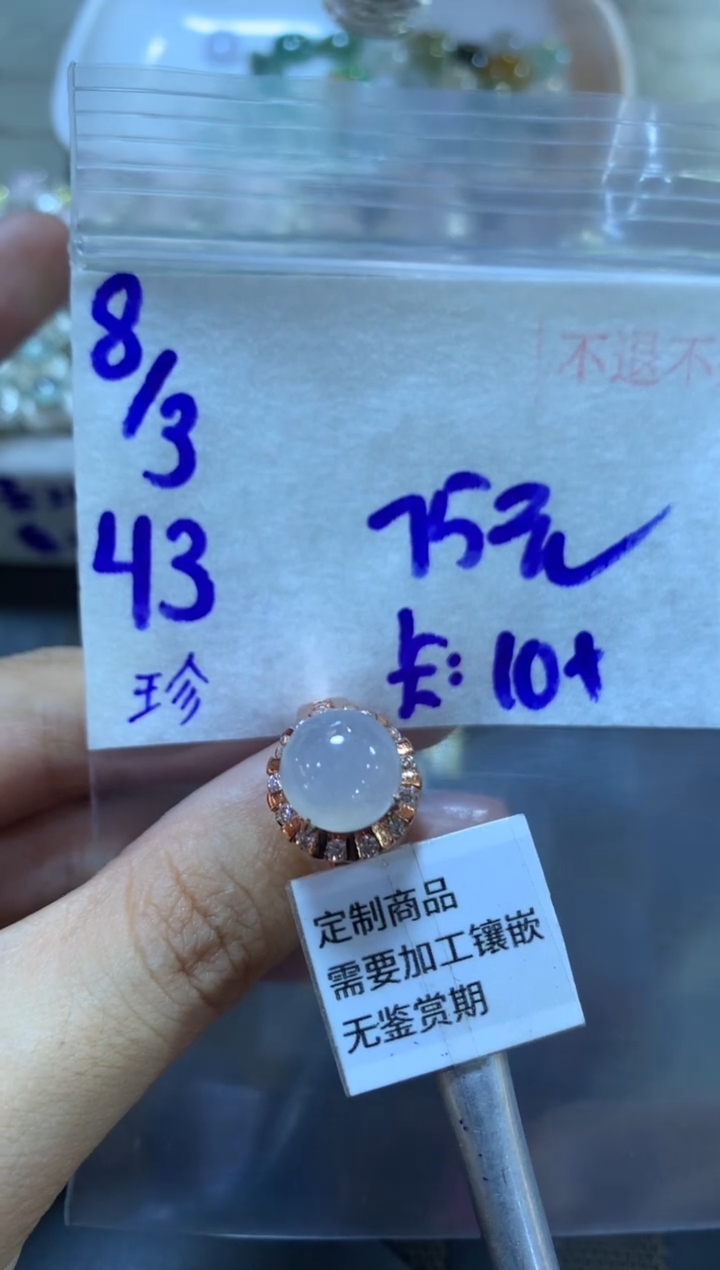 8/3
不退不
43
75元
珍
卡:10+
定制商品
需要加工镶嵌
无鉴赏期